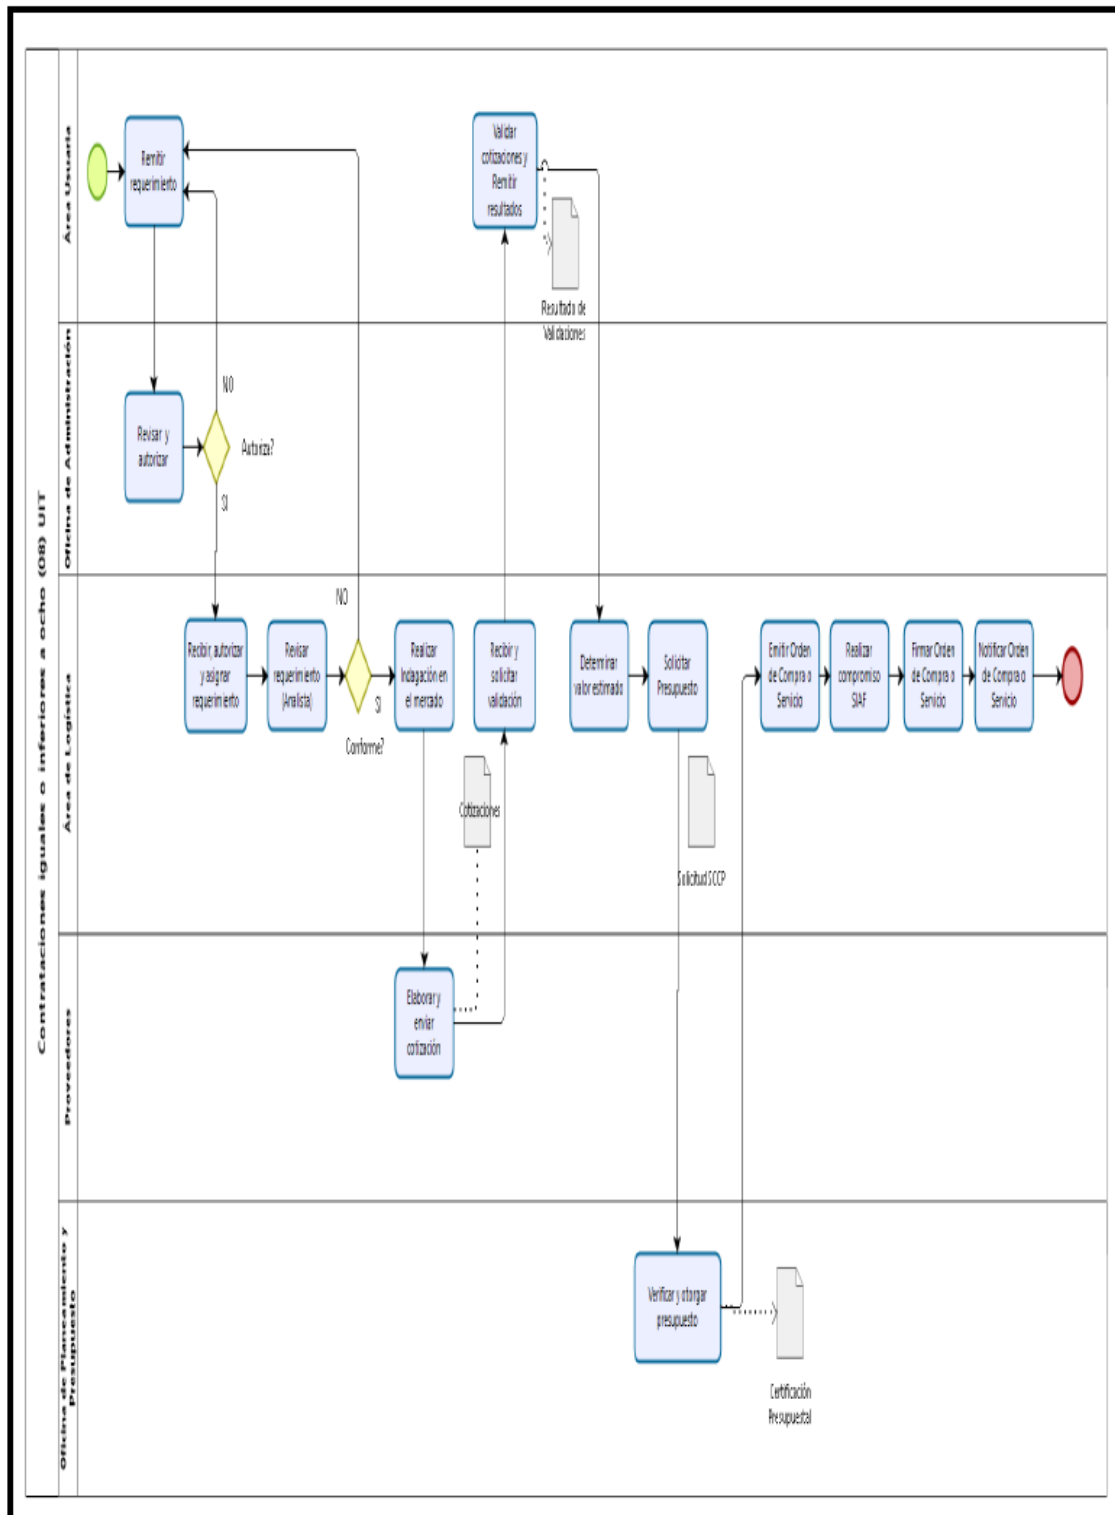 Contrataciones iguales o inferiores a ocho (08) UIT
Área Usuaria
Remitir
requerimiento
Validar
cotizaciones y
Remitir
resultados
Resultado de
Validaciones
Oficina de Administración
Revisar y
autorizar
NO
Autoriza?
SI
Área de Logística
Recibir, autorizar
y asignar
requerimiento
Revisar
requerimiento
(Analista)
NO
SI
Conforme?
Realizar
Indagación en
el mercado
Recibir y
solicitar
validación
Cotizaciones
Determinar
valor estimado
Solicitar
Presupuesto
Solicitud SCCP
Emitir Orden
de Compra o
Servicio
Realizar
compromiso
SIAF
Firmar Orden
de Compra o
Servicio
Notificar Orden
de Compra o
Servicio
Proveedores
Elaborar y
enviar
cotización
Oficina de Planeamiento y
Presupuesto
Verificar y otorgar
presupuesto
Certificación
Presupuestal